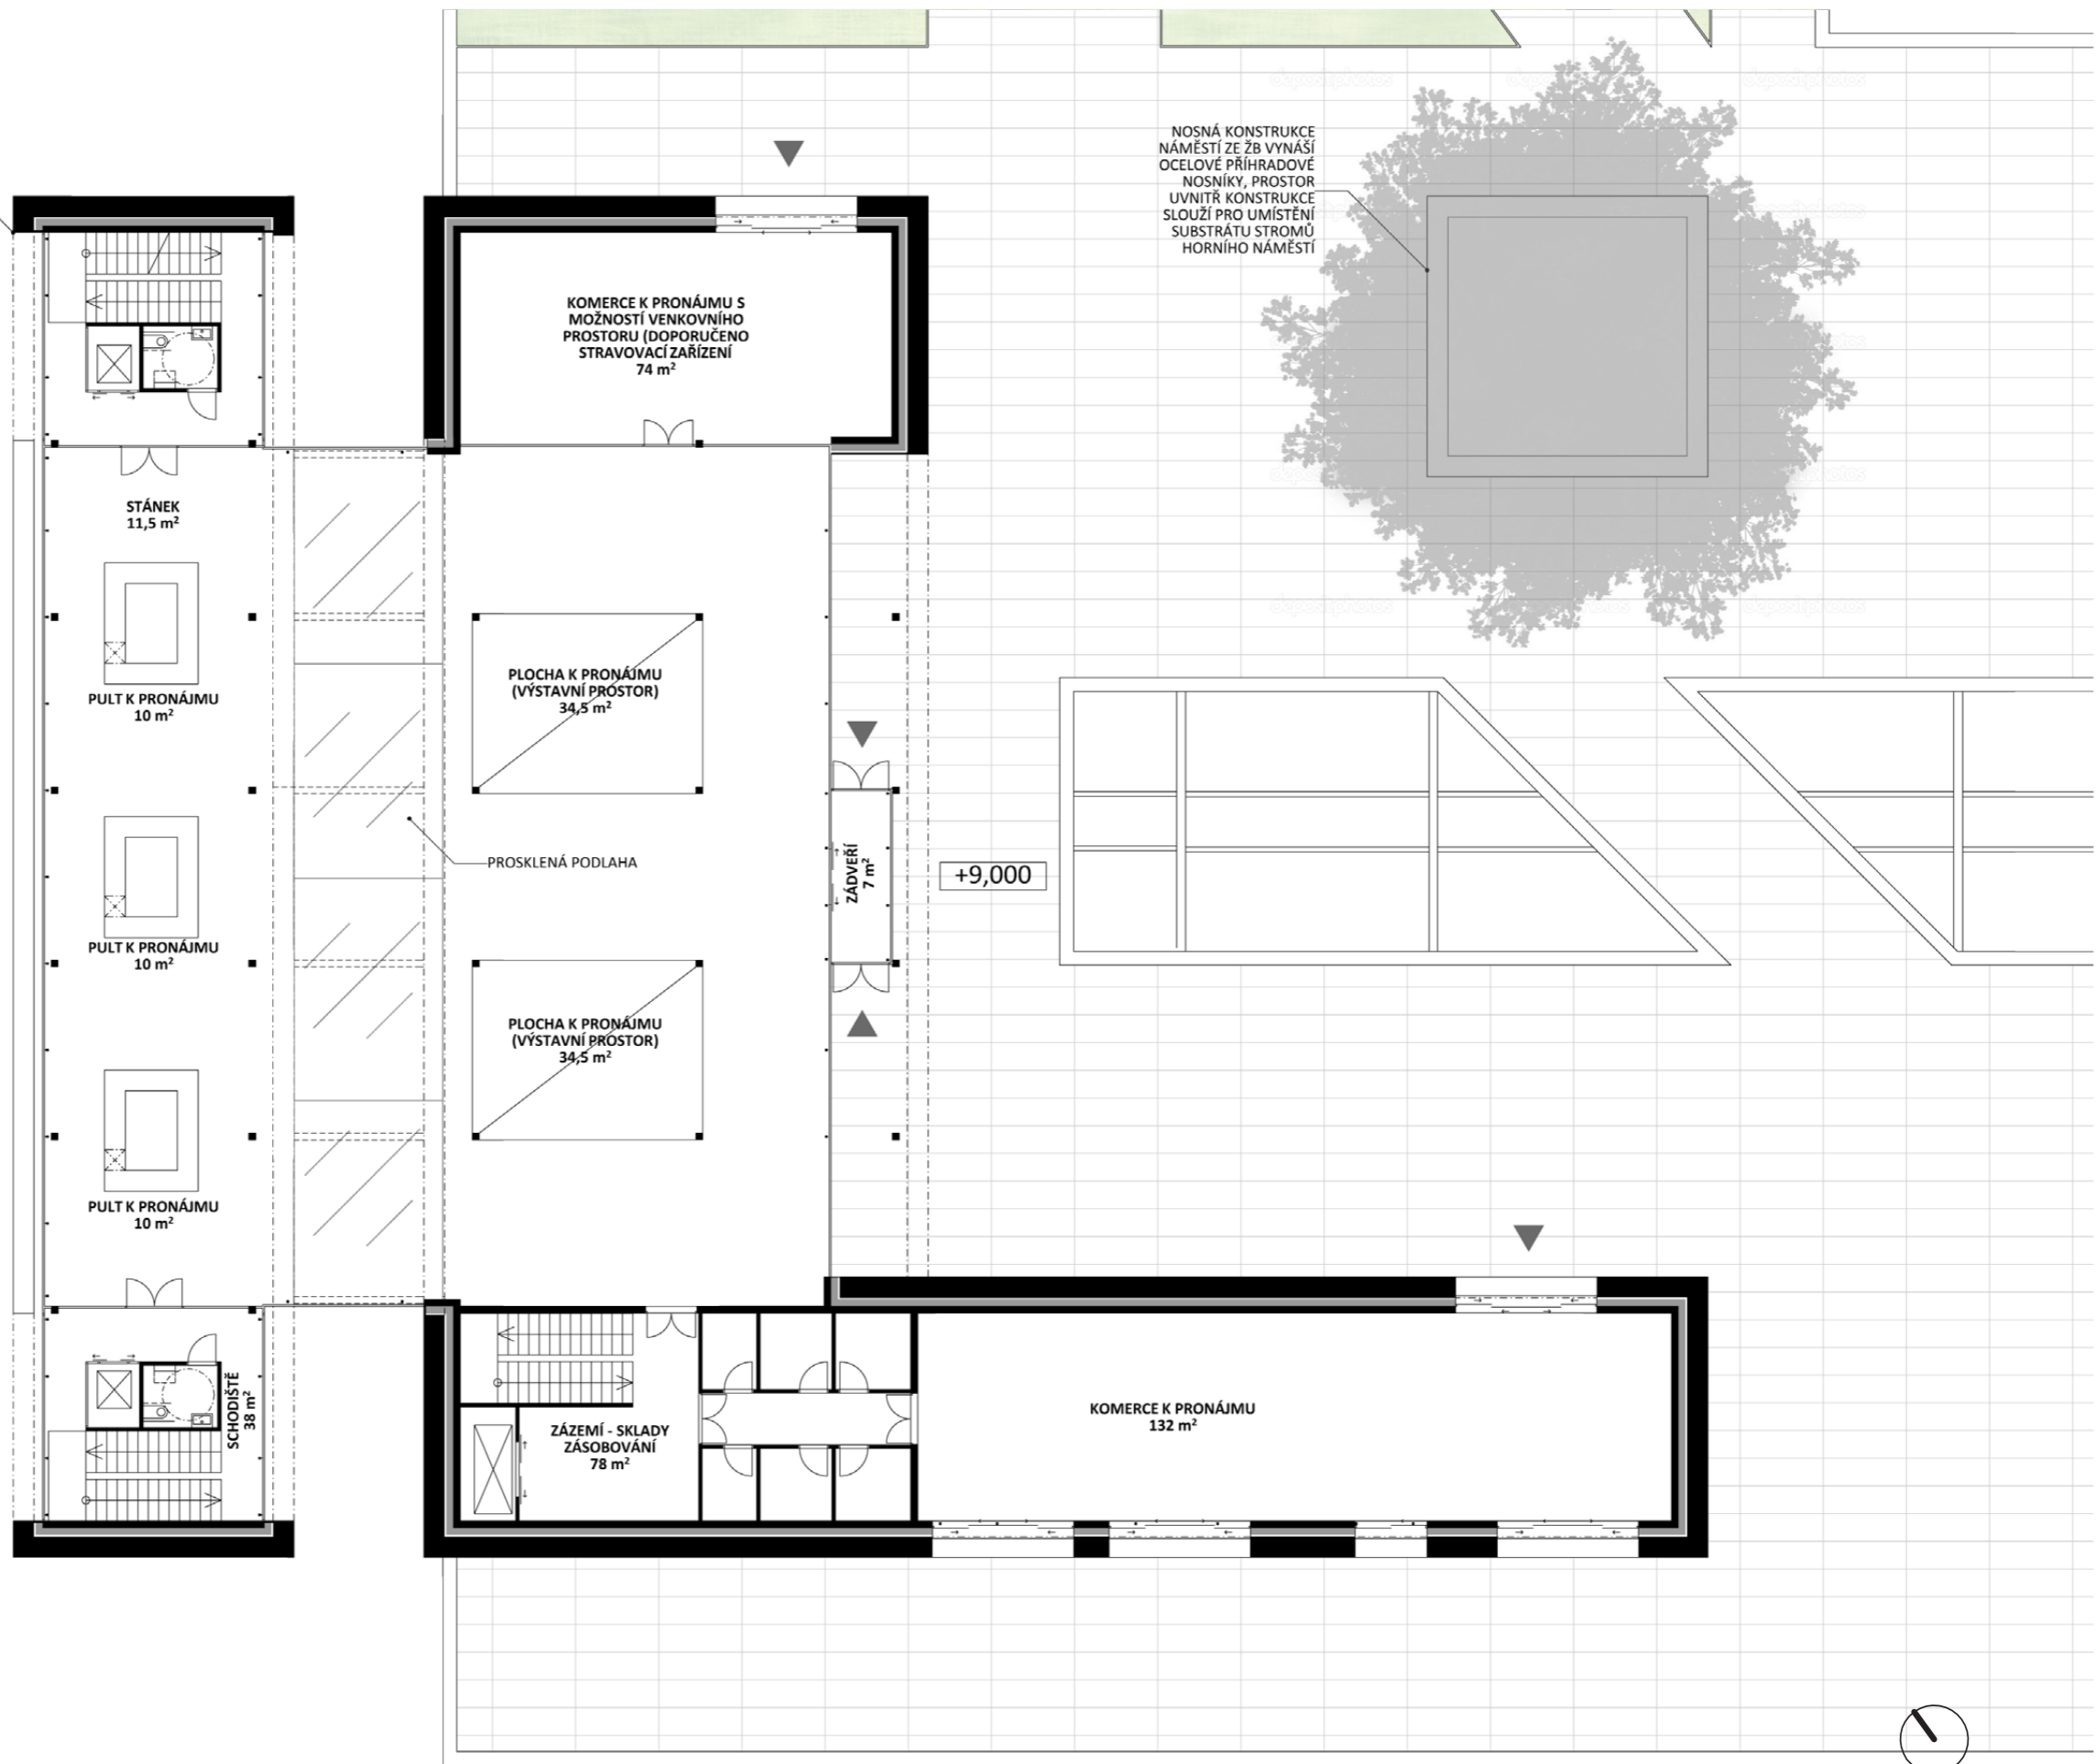 NOSNÁ KONSTRUKCE
NÁMĚSTÍ ZE ŽB VYNÁŠÍ
OCELOVÉ PŘÍHRADOVÉ
NOSNÍKY, PROSTOR
UVNITŘ KONSTRUKCE
SLOUŽÍ PRO UMÍSTĚNÍ
SUBSTRÁTU STROMŮ
HORNÍHO NÁMĚSTÍ
KOMERCE K PRONÁJMU S
MOŽNOSTÍ VENKOVNÍHO
PROSTORU (DOPORUČENO
STRAVOVACÍ ZAŘÍZENÍ
74 m²
STÁNEK
11,5 m²
PULT K PRONÁJMU
10 m²
PLOCHA K PRONÁJMU
(VÝSTAVNÍ PROSTOR)
34,5 m²
PROSKLENÁ PODLAHA
ZÁDVEŘÍ
7 m²
+9,000
PULT K PRONÁJMU
10 m²
PLOCHA K PRONÁJMU
(VÝSTAVNÍ PROSTOR)
34,5 m²
PULT K PRONÁJMU
10 m²
SCHODIŠTĚ
38 m²
ZÁZEMÍ - SKLADY
ZÁSOBOVÁNÍ
78 m²
KOMERCE K PRONÁJMU
132 m²
depositphotos
depositphotos
depositphotos